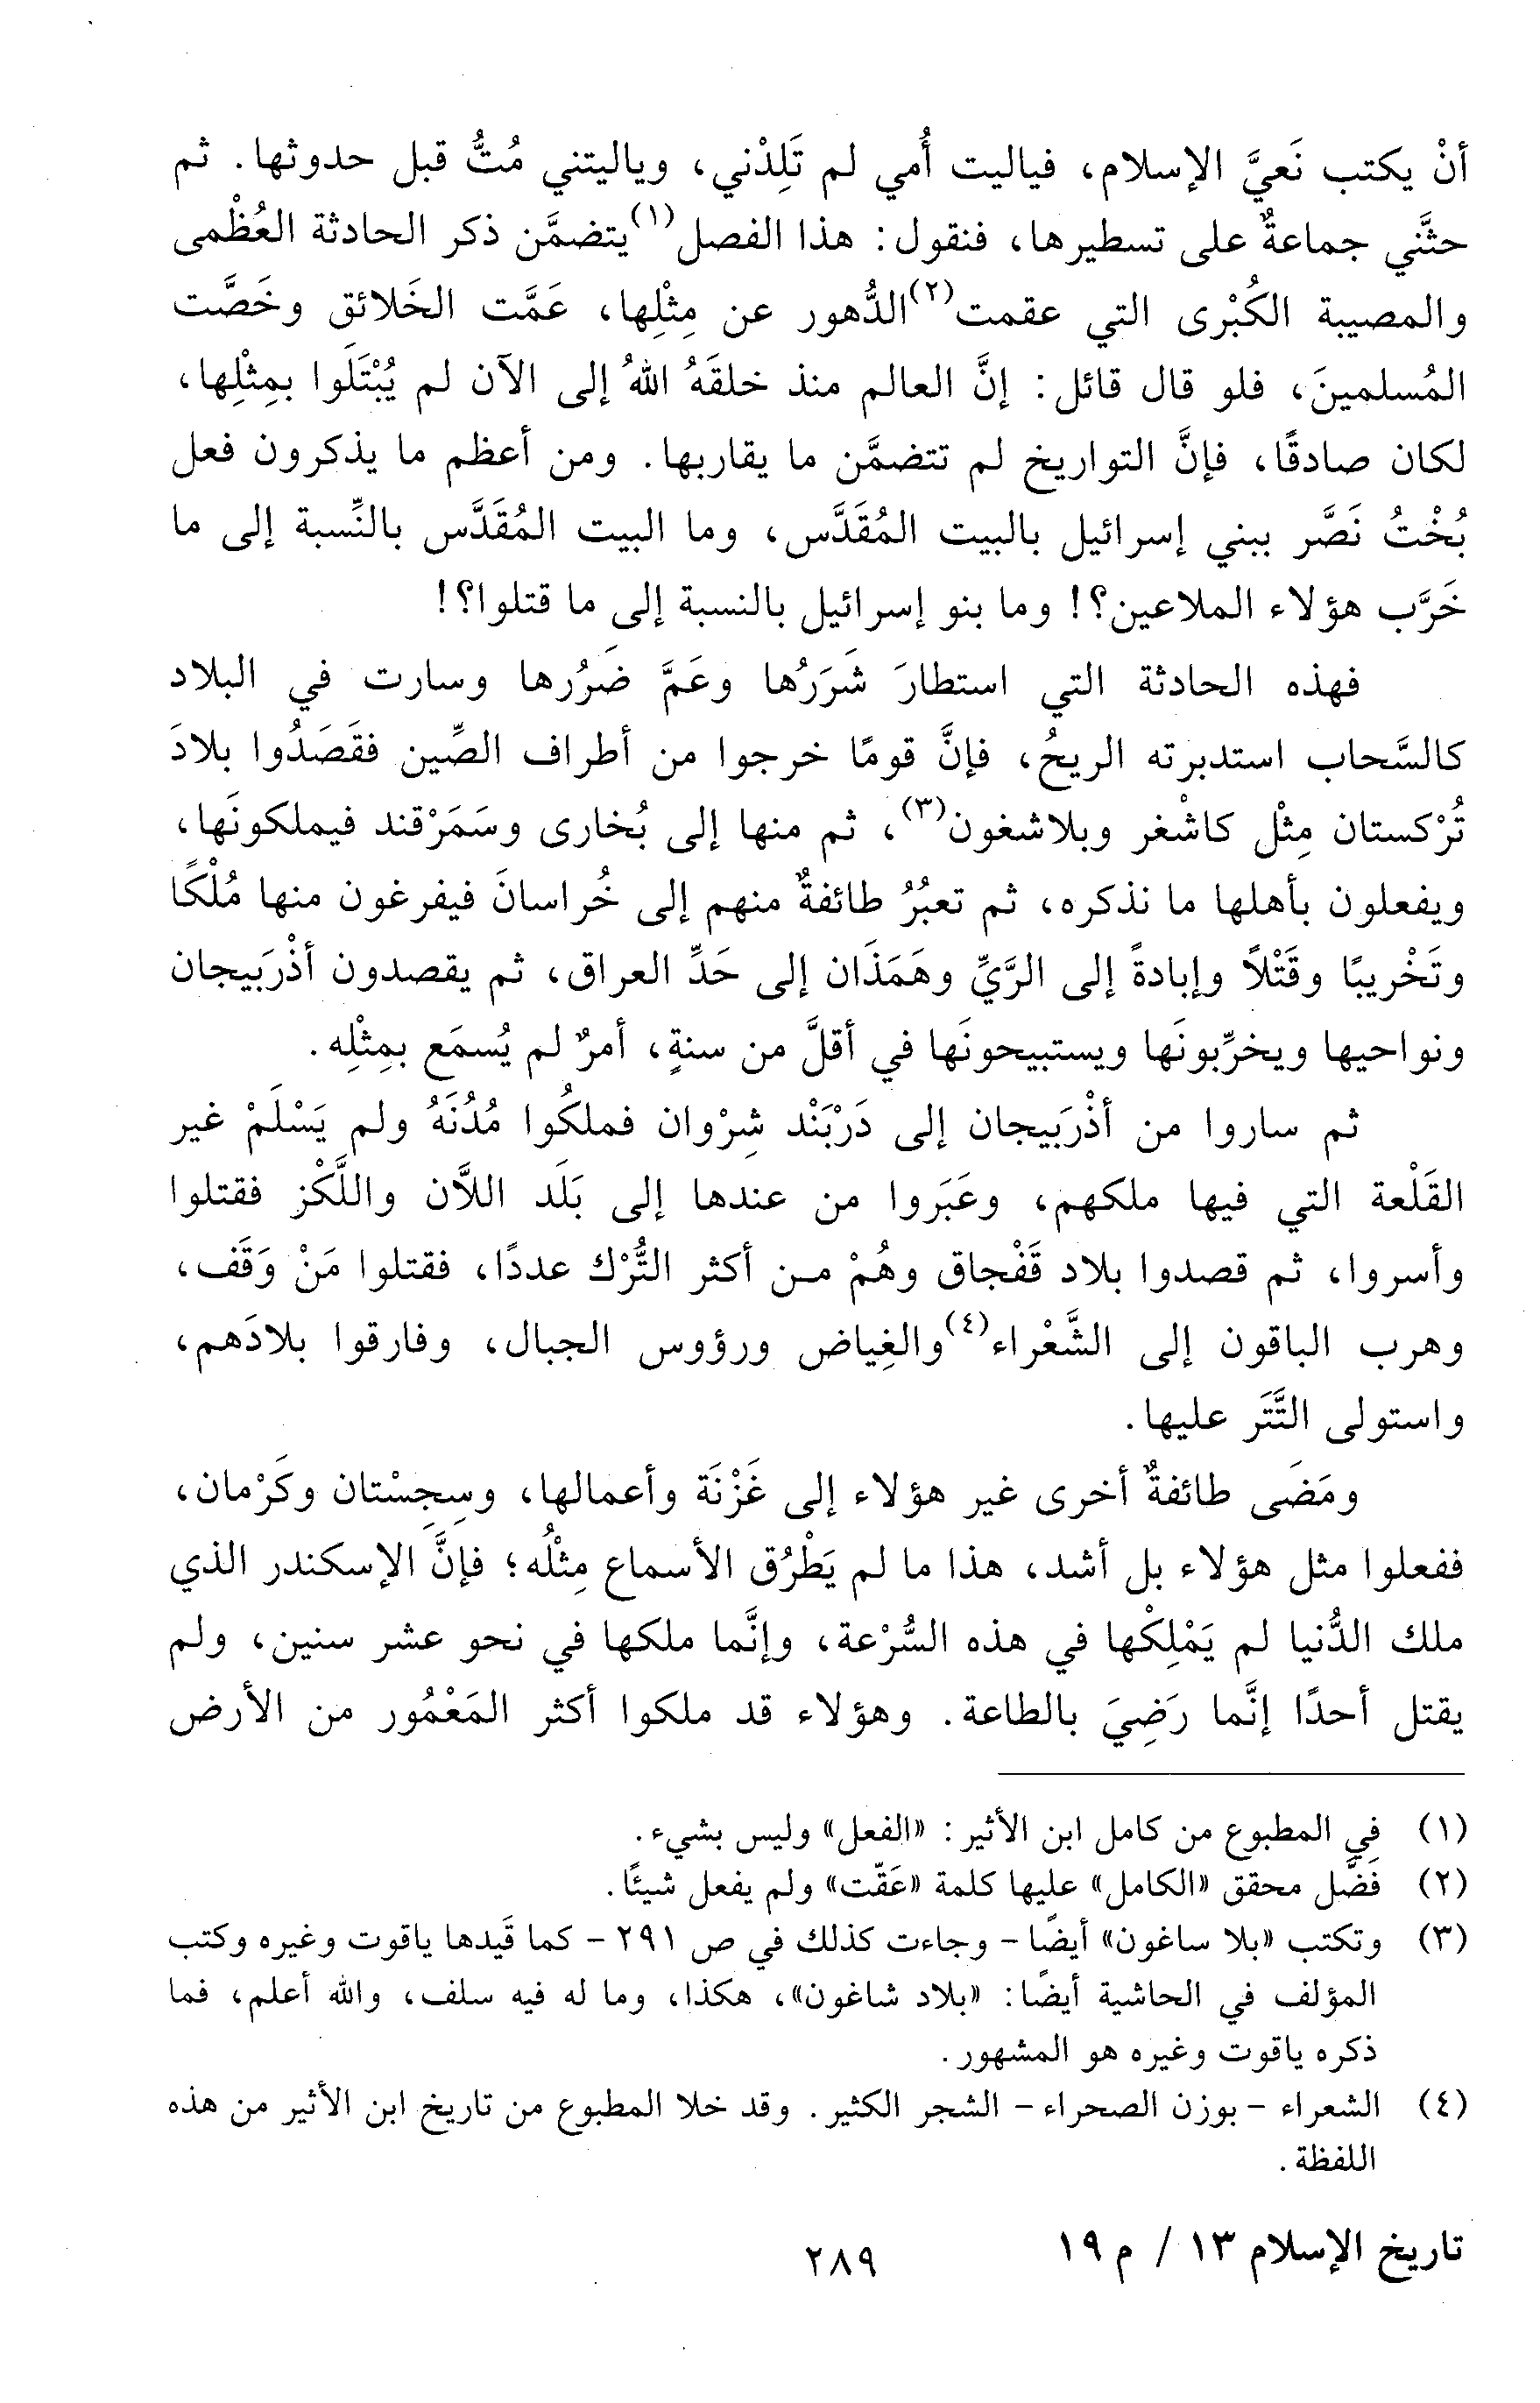 أنْ يكتب نَعيَّ الإسلام، فياليت أُمي لم تَلِدْني، وياليتني مُتُّ قبل حدوثها. ثم
حثَّني جماعةٌ على تسطيرها، فنقول: هذا الفصل(١) يتضمَّن ذكر الحادثة العُظْمى
والمصيبة الكُبْرى التي عقمت(٢) الدُّهور عن مِثْلِها، عَمَّت الخَلائقِ وخَصَّت
المُسلمينَ، فلو قال قائل: إنَّ العالم منذ خلقَهُ اللهُ إلى الآن لم يُبْتَلَوا بمِثْلِها،
لكان صادقًا، فإنَّ التواريخ لم تتضمَّن ما يقاربها. ومن أعظم ما يذكرون فعل
بُخْتُ نَصَّر ببني إسرائيل بالبيت المُقَدَّس، وما البيت المُقَدَّس بالنِّسبة إلى ما
خَرَّب هؤلاء الملاعين؟! وما بنو إسرائيل بالنسبة إلى ما قتلوا؟!
فهذه الحادثة التي استطارَ شَرَرُها وعَمَّ ضَرُرها وسارت في البلاد
كالسَّحاب استدبرته الريحُ، فإنَّ قومًا خرجوا من أطراف الصِّين فقَصَدُوا بلادَ
تُرْكستان مِثْل كاشْغر وبلاشغون(٣)، ثم منها إلى بُخارى وسَمَرْقند فيملكونَها،
ويفعلون بأهلها ما نذكره، ثم تعبُرُ طائفةٌ منهم إلى خُراسانَ فيفرغون منها مُلْكًا
وتَخْريبًا وقَتْلاً وإبادةً إلى الرَّيِّ وهَمَذَان إلى حَدِّ العراق، ثم يقصدون أذْرَبيجان
ونواحيها ويخرِّبونَها ويستبيحونَها في أقلَّ من سنةٍ، أمرٌ لم يُسمَع بمِثْلِه.
ثم ساروا من أذْرَبيجان إلى دَرْبَنْد شِرْوان فملكُوا مُدُنَهُ ولم يَسْلَمْ غير
القَلْعة التي فيها ملكهم، وعَبَروا من عندها إلى بَلَد اللاَّن واللَّكْز فقتلوا
وأسروا، ثم قصدوا بلاد قَفْجاق وهُمْ من أكثر التُّرْك عددًا، فقتلوا مَنْ وَقَف،
وهرب الباقون إلى الشَّعْراء(٤) والغِياض ورؤوس الجبال، وفارقوا بلادَهم،
واستولى التَّتَر عليها.
ومَضَى طائفةٌ أخرى غير هؤلاء إلى غَزْنَة وأعمالها، وسِجِسْتان وكَرْمان،
ففعلوا مثل هؤلاء بل أشد، هذا ما لم يَطْرُق الأسماع مِثْلُه؛ فإنَّ الإسكندر الذي
ملك الدُّنيا لم يَمْلِكْها في هذه السُّرْعة، وإنَّما ملكها في نحو عشر سنين، ولم
يقتل أحدًا إنَّما رَضِيَ بالطاعة. وهؤلاء قد ملكوا أكثر المَعْمُور من الأرض
(١) في المطبوع من كامل ابن الأثير: «الفعل» وليس بشيء.
(٢) فَضَّل محقق «الكامل» عليها كلمة «عَقّت» ولم يفعل شيئًا.
(٣) وتكتب «بلا ساغون» أيضًا - وجاءت كذلك في ص ٢٩١ - كما قَيدها ياقوت وغيره وكتب
المؤلف في الحاشية أيضًا: «بلاد شاغون»، هكذا، وما له فيه سلف، والله أعلم، فما
ذكره ياقوت وغيره هو المشهور.
(٤) الشعراء - بوزن الصحراء - الشجر الكثير. وقد خلا المطبوع من تاريخ ابن الأثير من هذه
اللفظة.
تاريخ الإسلام ١٣ / م ١٩
٢٨٩